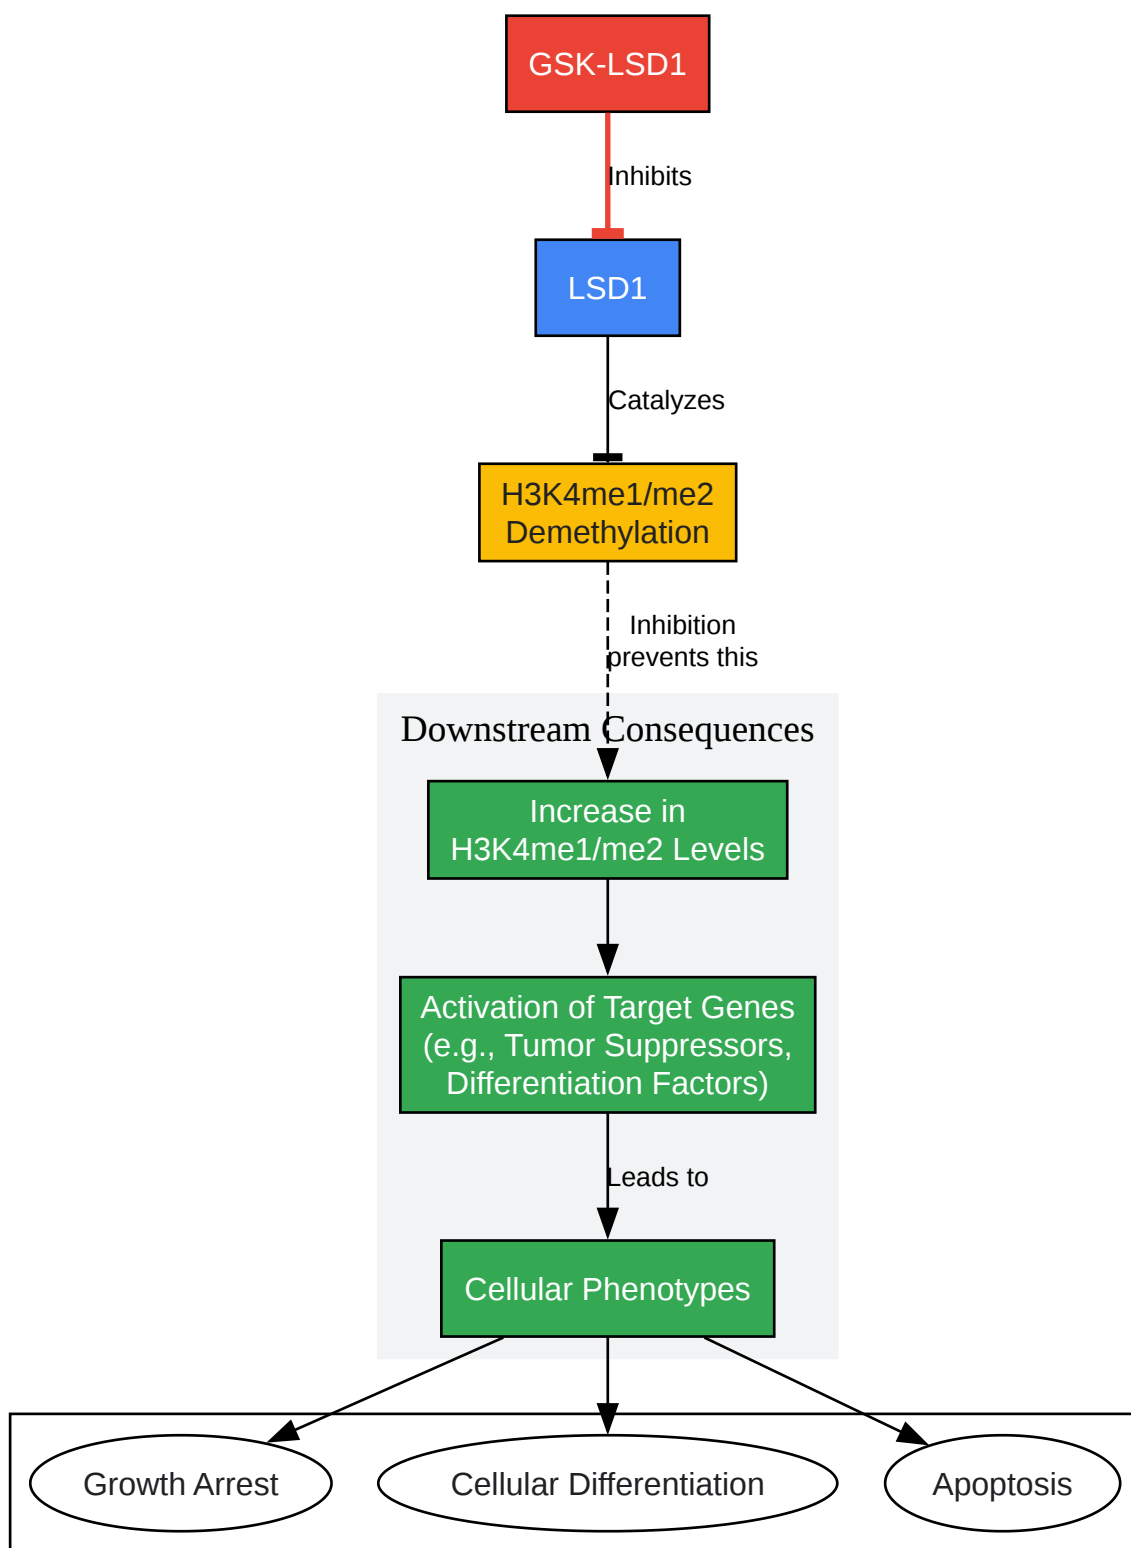 GSK-LSD1
Inhibits
LSD1
Catalyzes
H3K4me1/me2
Demethylation
Inhibition
prevents this
Downstream Consequences
Increase in
H3K4me1/me2 Levels
Activation of Target Genes
(e.g., Tumor Suppressors,
Differentiation Factors)
Leads to
Cellular Phenotypes
Growth Arrest
Cellular Differentiation
Apoptosis